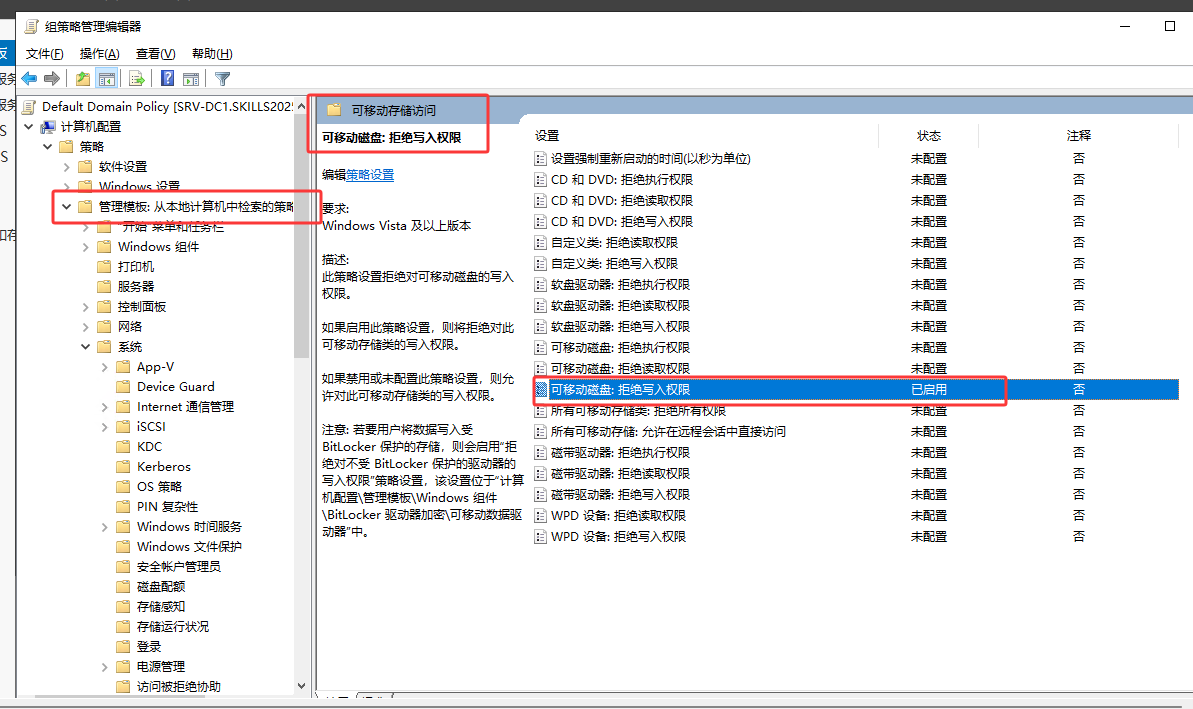 组策略管理编辑器
文件(F) 操作(A) 查看(V) 帮助(H)
Default Domain Policy [SRV-DC1.SKILLS202
计算机配置
策略
软件设置
Windows 设置
管理模板: 从本地计算机中检索的策略
"开始"菜单和任务栏
Windows 组件
打印机
服务器
控制面板
网络
系统
App-V
Device Guard
Internet 通信管理
iSCSI
KDC
Kerberos
OS 策略
PIN 复杂性
Windows 时间服务
Windows 文件保护
安全帐户管理员
磁盘配额
存储感知
存储运行状况
登录
电源管理
访问被拒绝协助
可移动存储访问
可移动磁盘: 拒绝写入权限
编辑策略设置
要求:
Windows Vista 及以上版本
描述:
此策略设置拒绝对可移动磁盘的写入
权限。
如果启用此策略设置，则将拒绝对此
可移动存储类的写入权限。
如果禁用或未配置此策略设置，则允
许对此可移动存储类的写入权限。
注意: 若要用户将数据写入受
BitLocker 保护的存储，则会启用"拒
绝对不受 BitLocker 保护的驱动器的
写入权限"策略设置，该设置位于"计算
机配置\管理模板\Windows 组件
\BitLocker 驱动器加密\可移动数据驱
动器"中。
设置 状态 注释
设置强制重新启动的时间(以秒为单位) 未配置 否
CD 和 DVD: 拒绝执行权限 未配置 否
CD 和 DVD: 拒绝读取权限 未配置 否
CD 和 DVD: 拒绝写入权限 未配置 否
自定义类: 拒绝读取权限 未配置 否
自定义类: 拒绝写入权限 未配置 否
软盘驱动器: 拒绝执行权限 未配置 否
软盘驱动器: 拒绝读取权限 未配置 否
软盘驱动器: 拒绝写入权限 未配置 否
可移动磁盘: 拒绝执行权限 未配置 否
可移动磁盘: 拒绝读取权限 未配置 否
可移动磁盘: 拒绝写入权限 已启用 否
所有可移动存储类: 拒绝所有权限 未配置 否
所有可移动存储: 允许在远程会话中直接访问 未配置 否
磁带驱动器: 拒绝执行权限 未配置 否
磁带驱动器: 拒绝读取权限 未配置 否
磁带驱动器: 拒绝写入权限 未配置 否
WPD 设备: 拒绝读取权限 未配置 否
WPD 设备: 拒绝写入权限 未配置 否